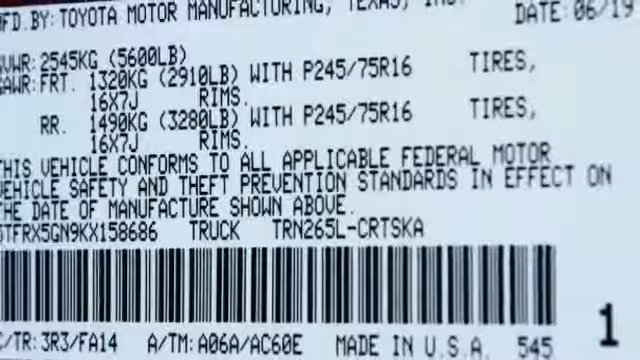 MFD. BY: TOYOTA MOTOR MANUFACTURING, TEXAS, INC. DATE: 06/19
GVWR: 2545KG (5600LB)
GAWR: FRT. 1320KG (2910LB) WITH P245/75R16 TIRES,
16X7J RIMS.
RR. 1490KG (3280LB) WITH P245/75R16 TIRES,
16X7J RIMS.
THIS VEHICLE CONFORMS TO ALL APPLICABLE FEDERAL MOTOR
VEHICLE SAFETY AND THEFT PREVENTION STANDARDS IN EFFECT ON
THE DATE OF MANUFACTURE SHOWN ABOVE.
5TFRX5GN9KX158686 TRUCK TRN265L-CRTSKA
C/TR: 3R3/FA14 A/TM: A06A/AC60E MADE IN U.S.A 545 1